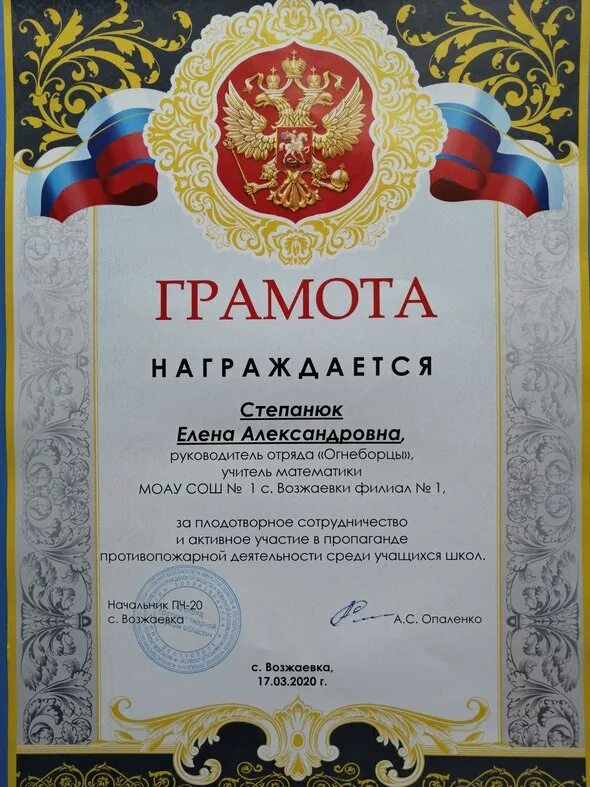 ГРАМОТА
НАГРАЖДАЕТСЯ
Степанюк
Елена Александровна,
руководитель отряда «Огнеборцы»,
учитель математики
МОАУ СОШ № 1 с. Возжаевки филиал № 1,
за плодотворное сотрудничество
и активное участие в пропаганде
противопожарной деятельности среди учащихся школ.
Начальник ПЧ-20
с. Возжаевка
А.С. Опаленко
с. Возжаевка,
17.03.2020 г.